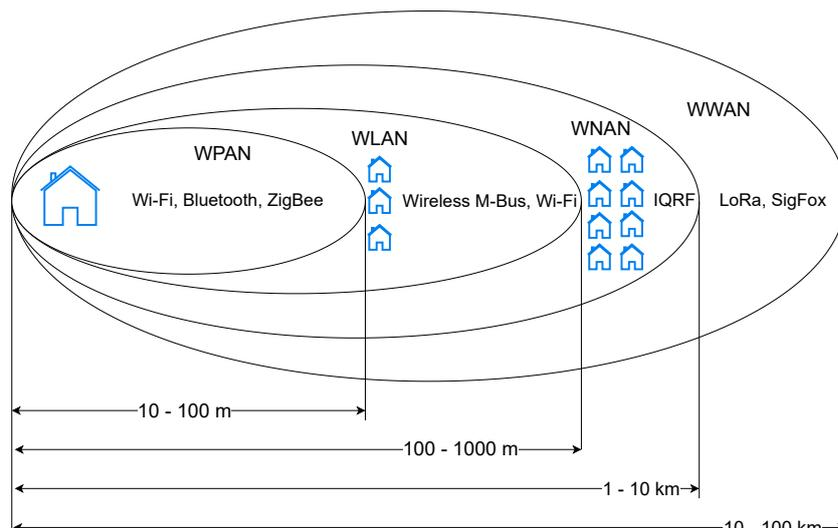 WWAN
WNAN
WLAN
WPAN
Wi-Fi, Bluetooth, ZigBee
Wireless M-Bus, Wi-Fi
IQRF
LoRa, SigFox
10 - 100 m
100 - 1000 m
1 - 10 km
10 - 100 km